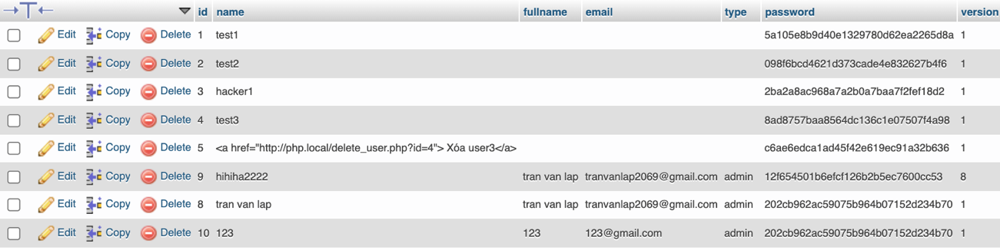 id name fullname email type password version
Edit Copy Delete 1 test1 5a105e8b9d40e1329780d62ea2265d8a 1
Edit Copy Delete 2 test2 098f6bcd4621d373cade4e832627b4f6 1
Edit Copy Delete 3 hacker1 2ba2a8ac968a7a2b0a7baa7f2fef18d2 1
Edit Copy Delete 4 test3 8ad8757baa8564dc136c1e07507f4a98 1
Edit Copy Delete 5 <a href="http://php.local/delete_user.php?id=4"> Xóa user3</a> c6ae6edca1ad45f42e619ec91a32b636 1
Edit Copy Delete 9 hihiha2222 tran van lap tranvanlap2069@gmail.com admin 12f654501b6efcf126b2b5ec7600cc53 8
Edit Copy Delete 8 tran van lap tran van lap tranvanlap2069@gmail.com admin 202cb962ac59075b964b07152d234b70 1
Edit Copy Delete 10 123 123 123@gmail.com admin 202cb962ac59075b964b07152d234b70 1